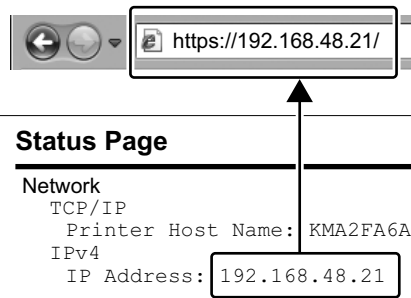 https://192.168.48.21/
Status Page
Network
TCP/IP
Printer Host Name: KMA2FA6A
IPv4
IP Address: 192.168.48.21